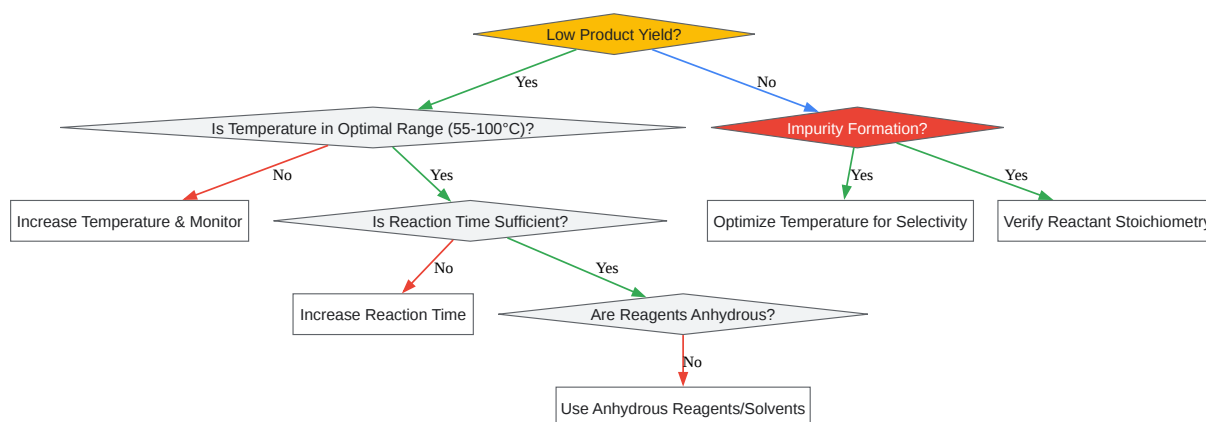 Low Product Yield?
Yes
No
Is Temperature in Optimal Range (55-100°C)?
Impurity Formation?
No
Yes
Yes
Yes
Increase Temperature & Monitor
Is Reaction Time Sufficient?
Optimize Temperature for Selectivity
Verify Reactant Stoichiometry
No
Yes
Increase Reaction Time
Are Reagents Anhydrous?
No
Use Anhydrous Reagents/Solvents